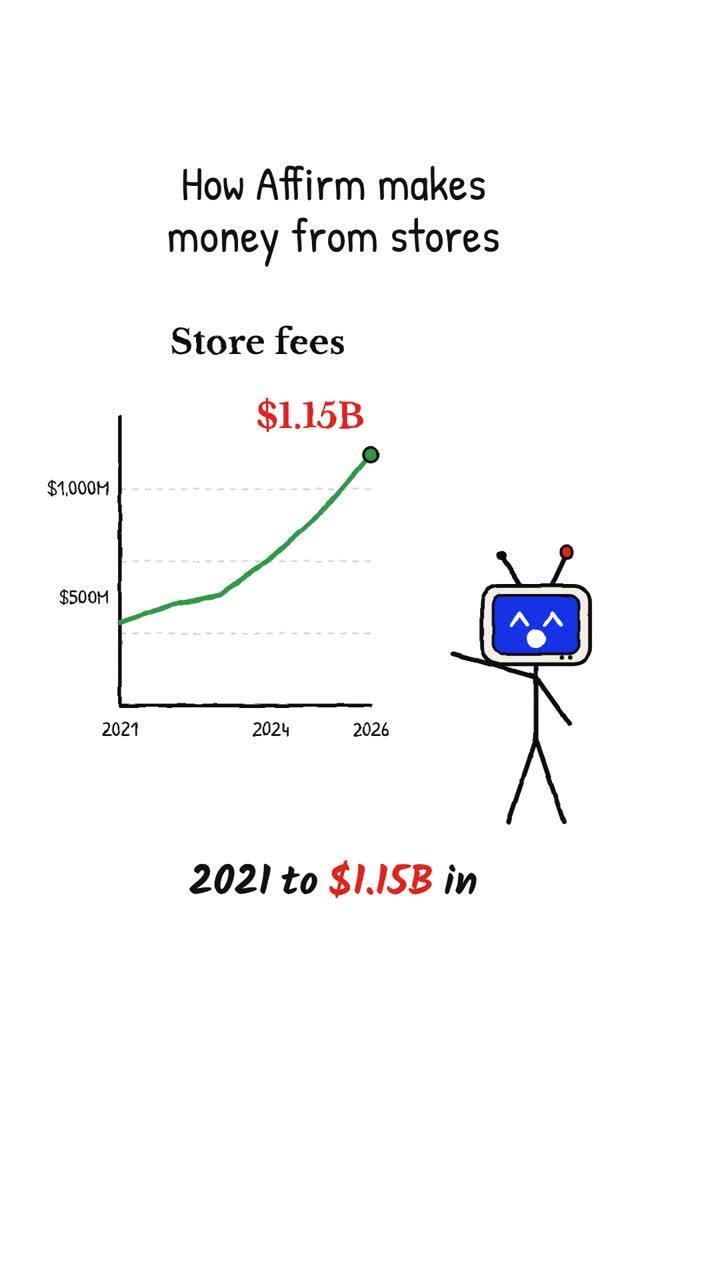 How Affirm makes
money from stores
Store fees
$1.15B
$1,000M
$500M
2021
2024
2026
2021 to $1.15B in